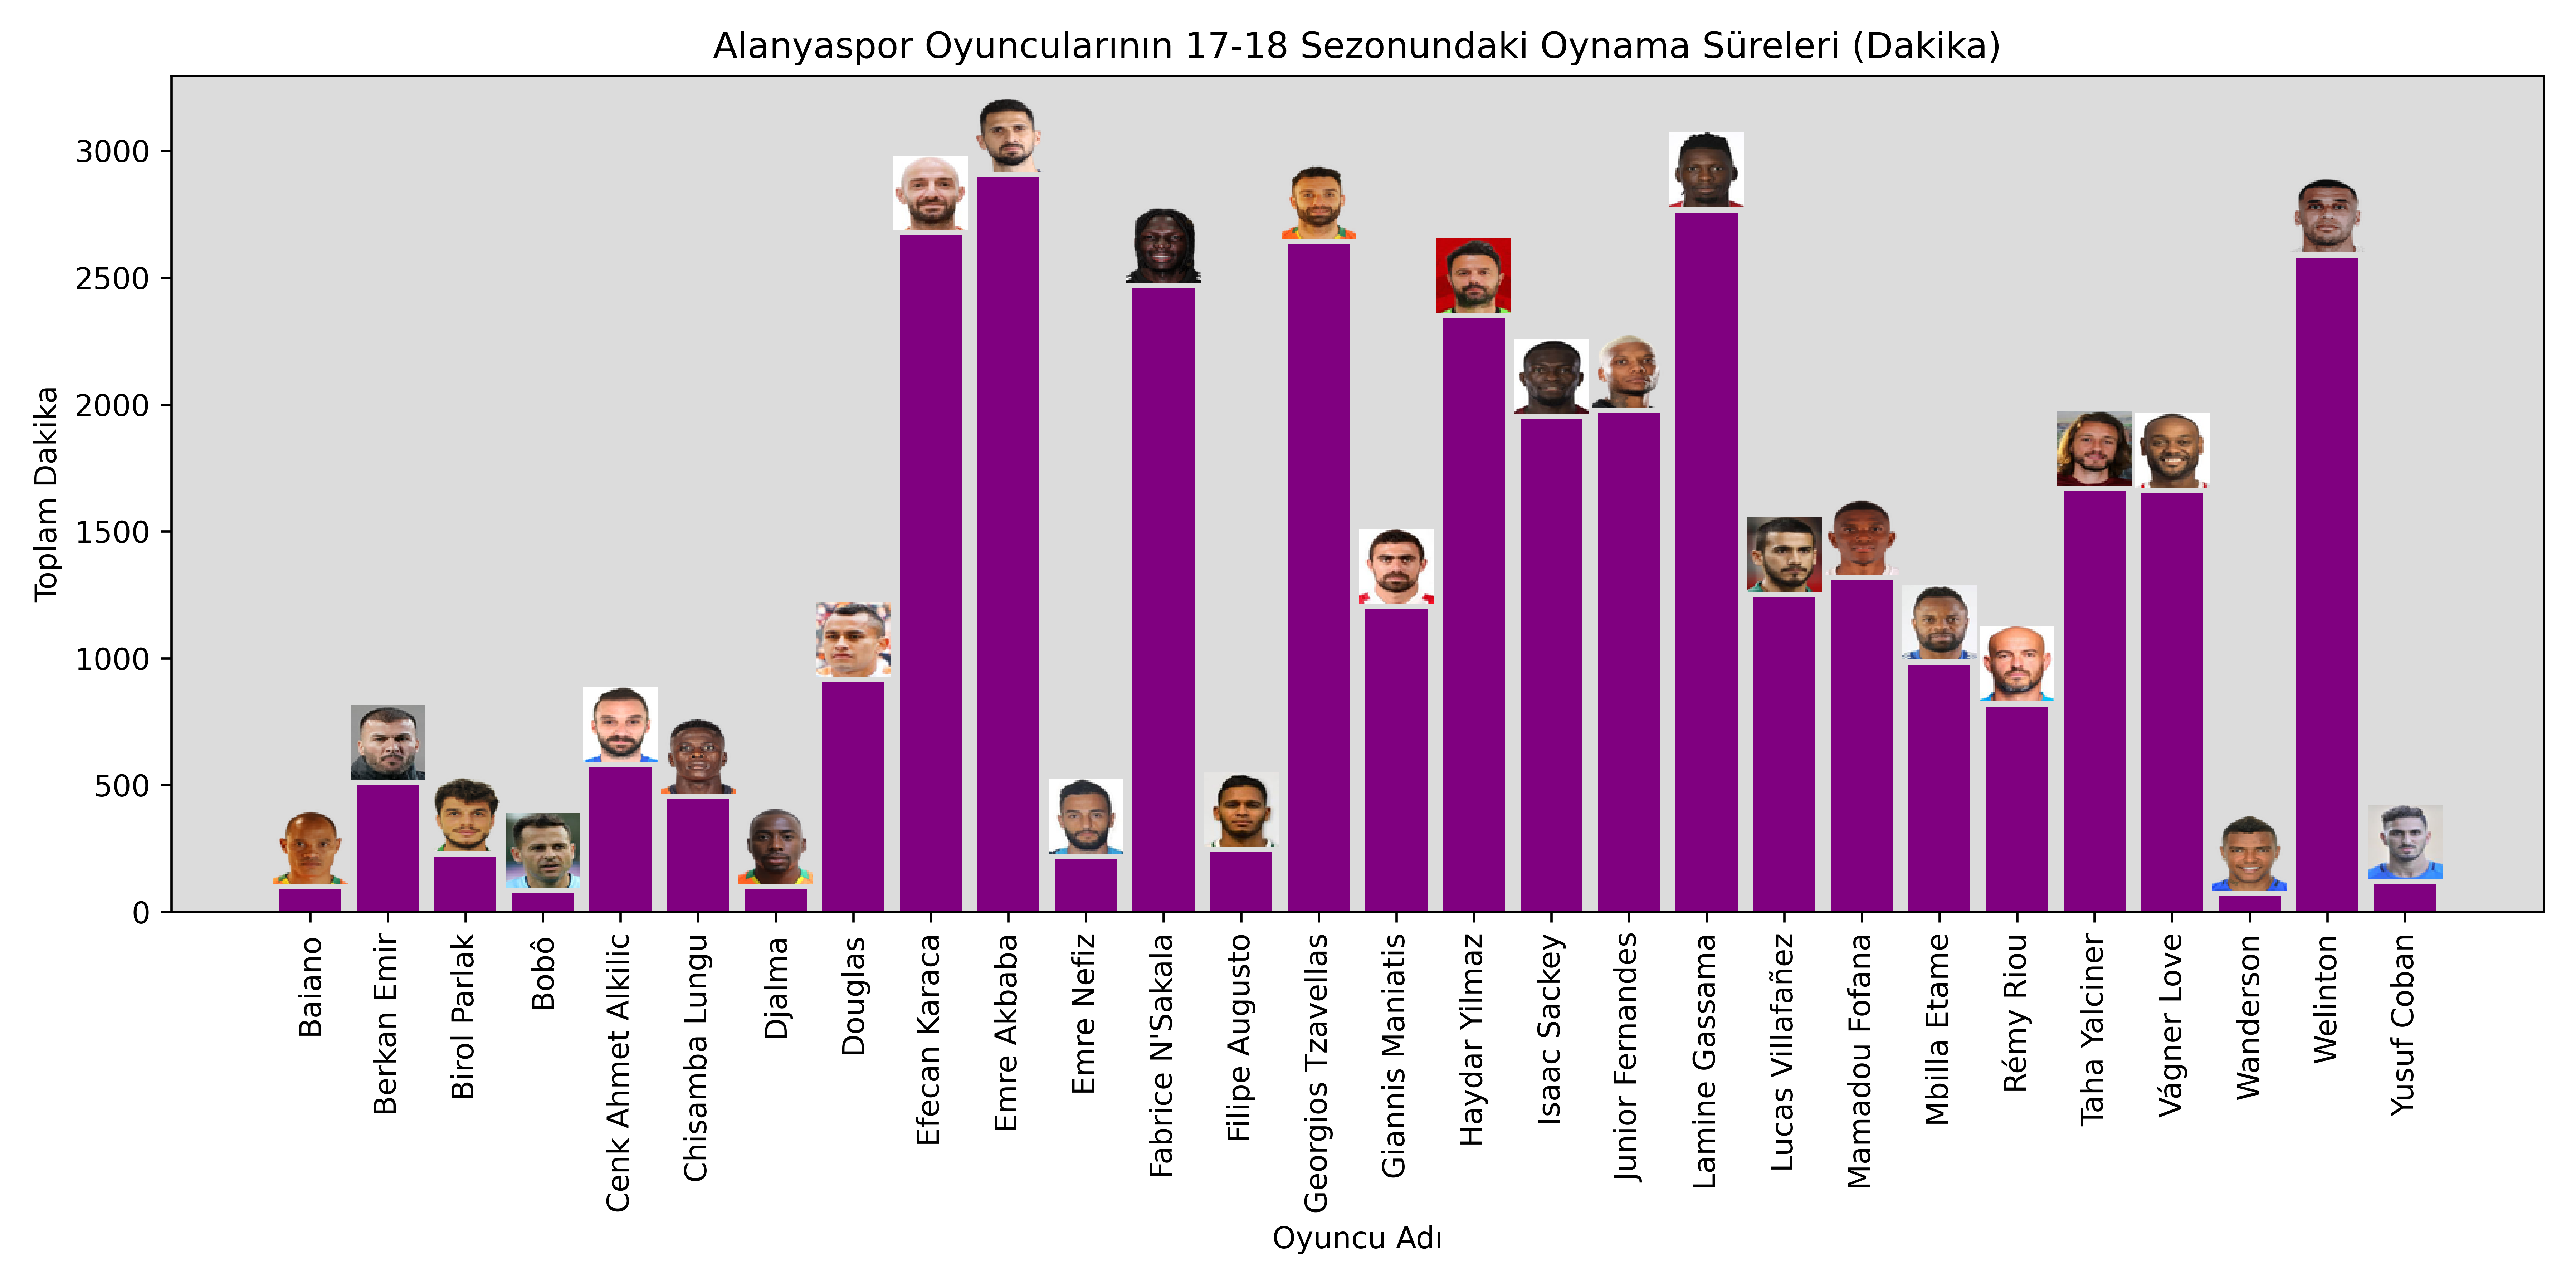 Alanyaspor Oyuncularının 17-18 Sezonundaki Oynama Süreleri (Dakika)
Toplam Dakika
3000
2500
2000
1500
1000
500
0
Baiano
Berkan Emir
Birol Parlak
Bobô
Cenk Ahmet Alkilic
Chisamba Lungu
Djalma
Douglas
Efecan Karaca
Emre Akbaba
Emre Nefiz
Fabrice N'Sakala
Filipe Augusto
Georgios Tzavellas
Giannis Maniatis
Haydar Yilmaz
Isaac Sackey
Junior Fernandes
Lamine Gassama
Lucas Villafañez
Mamadou Fofana
Mbilla Etame
Rémy Riou
Taha Yalciner
Vágner Love
Wanderson
Welinton
Yusuf Coban
Oyuncu Adı